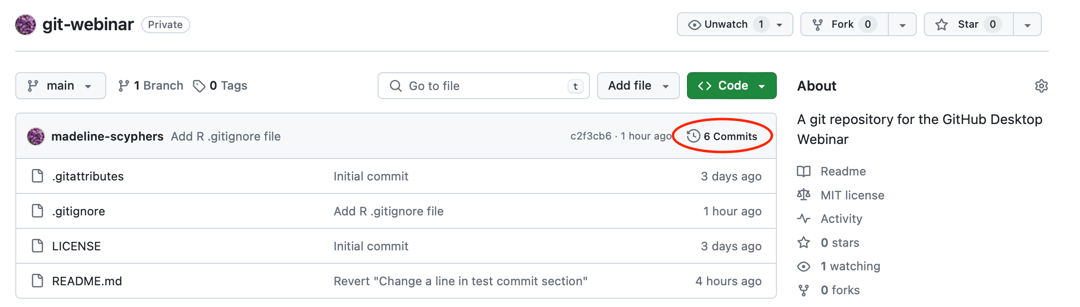 git-webinar Private Unwatch 1 Fork 0 Star 0
main 1 Branch 0 Tags Go to file t Add file Code
About
A git repository for the GitHub Desktop
Webinar
madeline-scyphers Add R .gitignore file c2f3cb6 · 1 hour ago 6 Commits
.gitattributes Initial commit 3 days ago
.gitignore Add R .gitignore file 1 hour ago
LICENSE Initial commit 3 days ago
README.md Revert "Change a line in test commit section" 4 hours ago
Readme
MIT license
Activity
0 stars
1 watching
0 forks